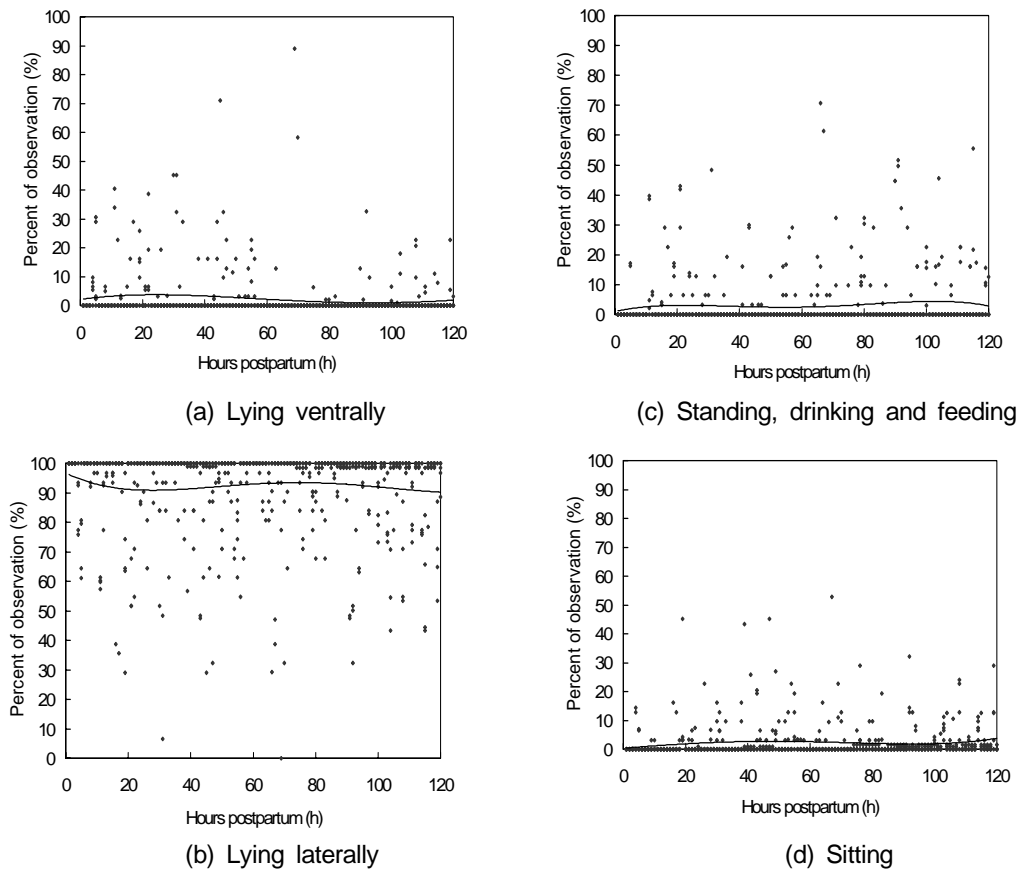 Percent of observation (%)
100
90
80
70
60
50
40
30
20
10
0
0 20 40 60 80 100 120
Hours postpartum (h)
(a) Lying ventrally
Percent of observation (%)
100
90
80
70
60
50
40
30
20
10
0
0 20 40 60 80 100 120
Hours postpartum (h)
(c) Standing, drinking and feeding
Percent of observation (%)
100
90
80
70
60
50
40
30
20
10
0
0 20 40 60 80 100 120
Hours postpartum (h)
(b) Lying laterally
Percent of observation (%)
100
90
80
70
60
50
40
30
20
10
0
0 20 40 60 80 100 120
Hours postpartum (h)
(d) Sitting